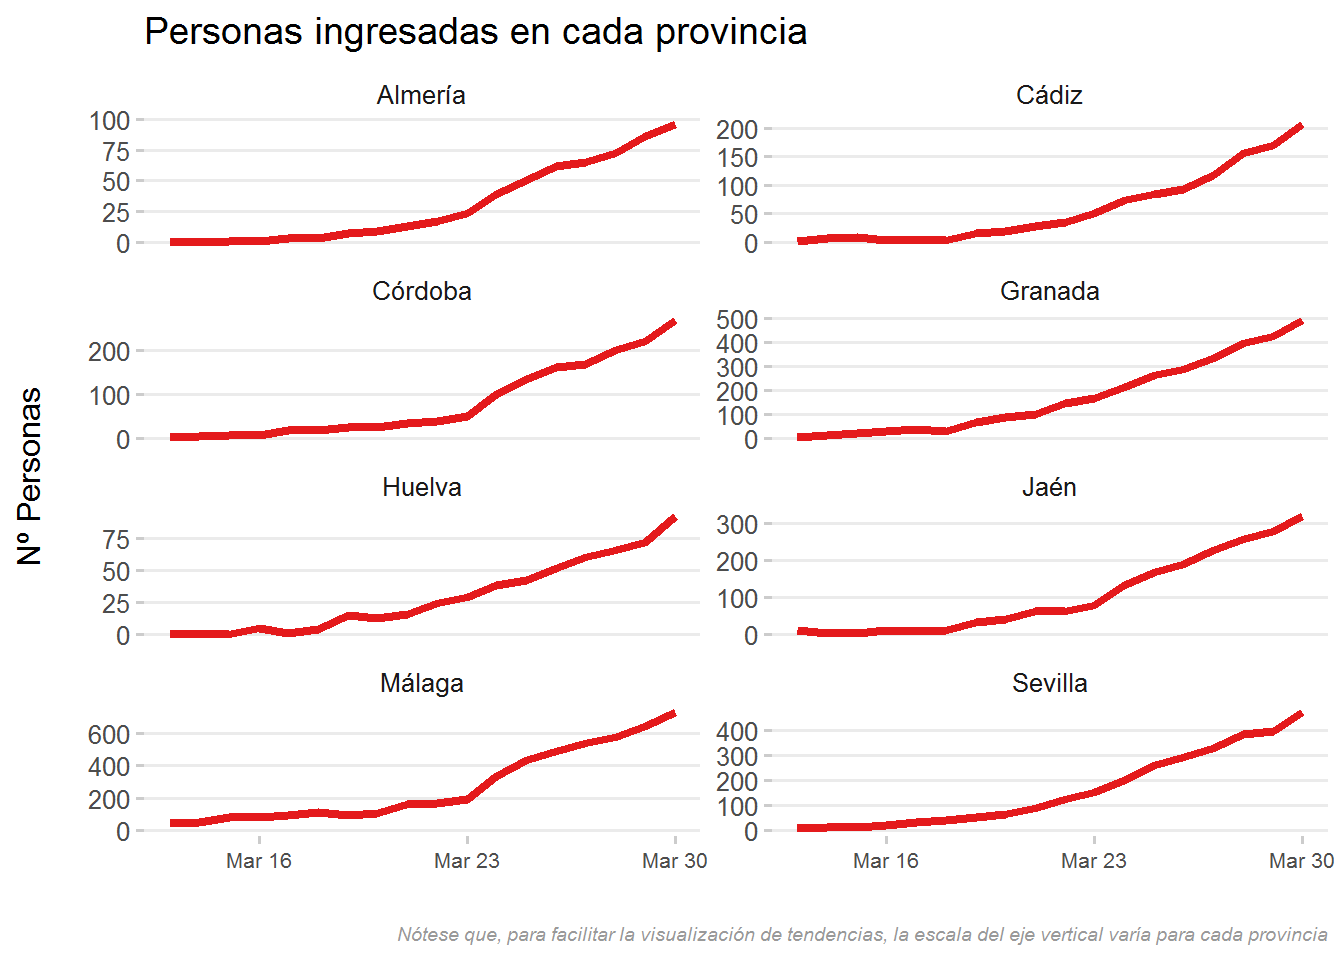 Personas ingresadas en cada provincia
Nº Personas
Almería
100
75
50
25
0
Cádiz
200
150
100
50
0
Córdoba
200
100
0
Granada
500
400
300
200
100
0
Huelva
75
50
25
0
Jaén
300
200
100
0
Málaga
600
400
200
0
Sevilla
400
300
200
100
0
Mar 16 Mar 23 Mar 30
Mar 16 Mar 23 Mar 30
Nótese que, para facilitar la visualización de tendencias, la escala del eje vertical varía para cada provincia